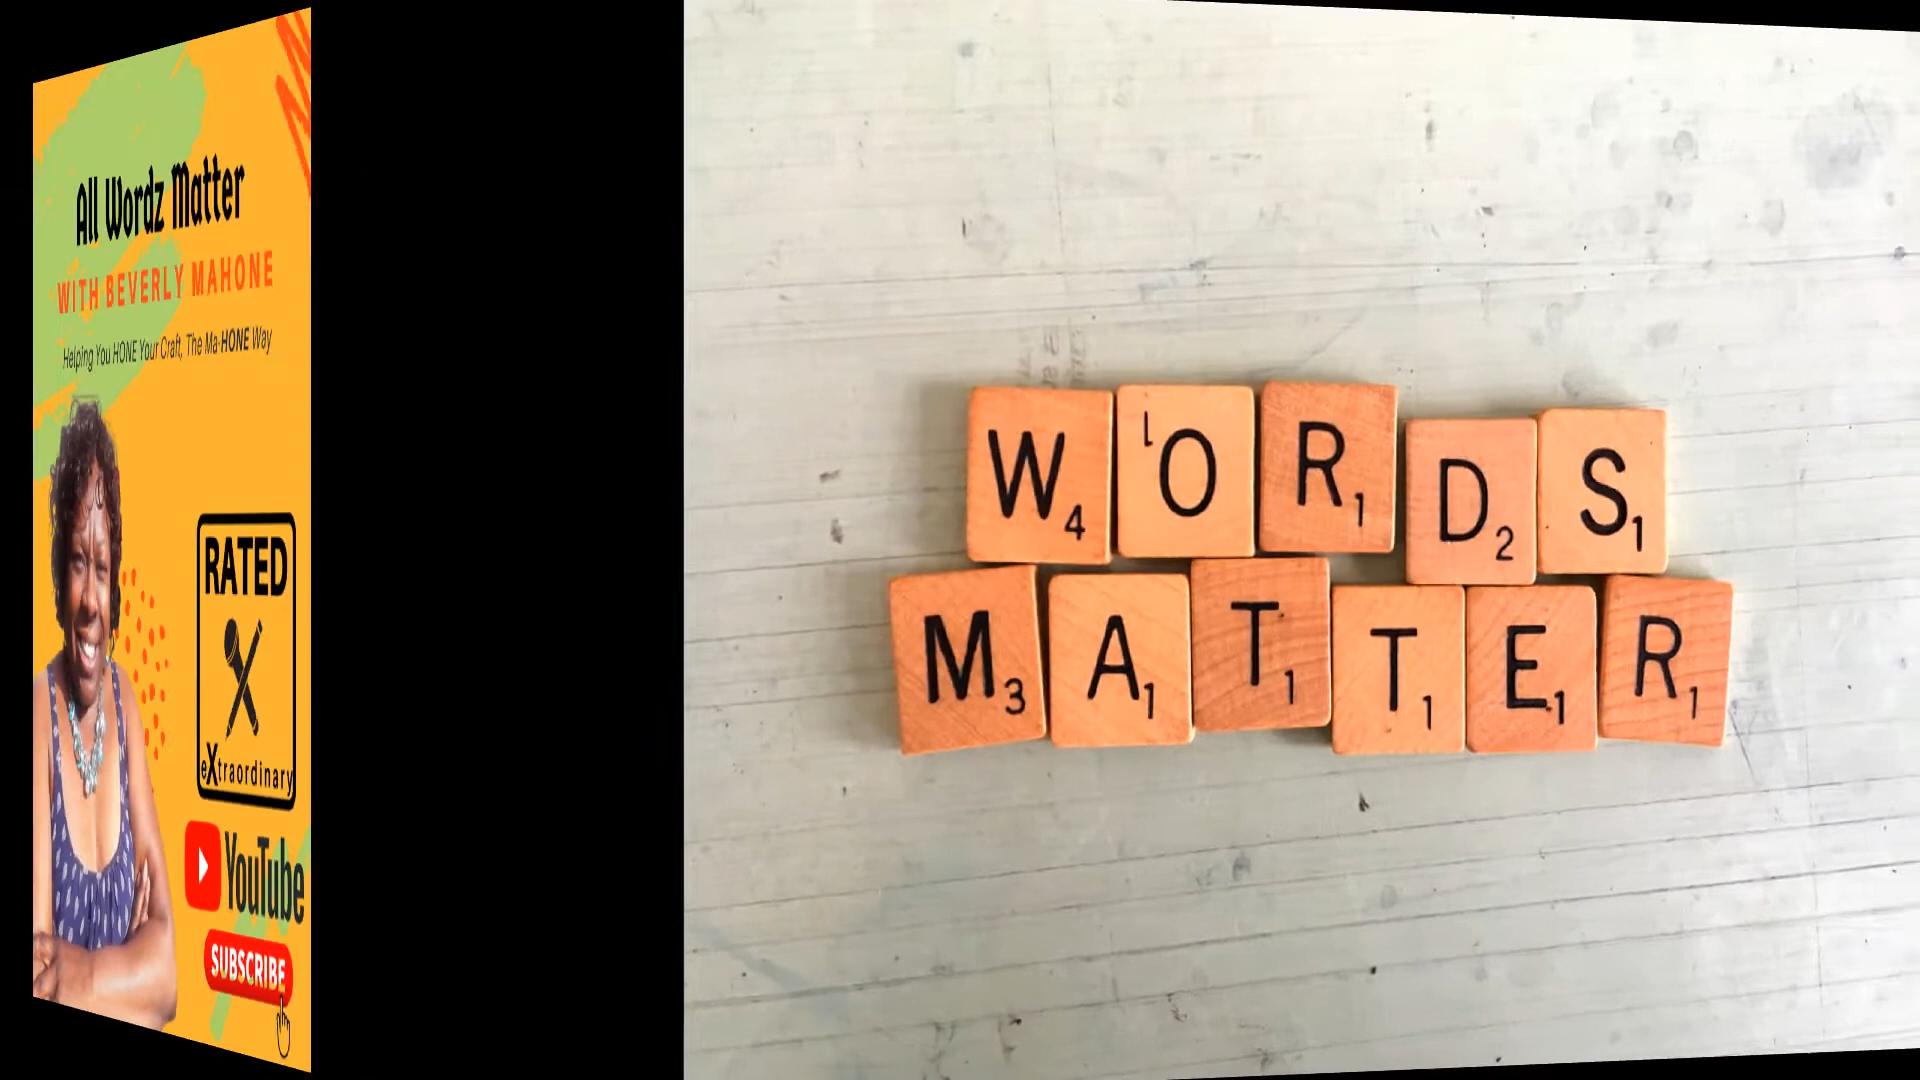 All Wordz Matter
WITH BEVERLY MAHONE
Helping You HONE Your Craft, The Ma-HONE Way
RATED
eXtraordinary
YouTube
SUBSCRIBE
W4 1O R1 D2 S1
M3 A1 T1 T1 E1 R1